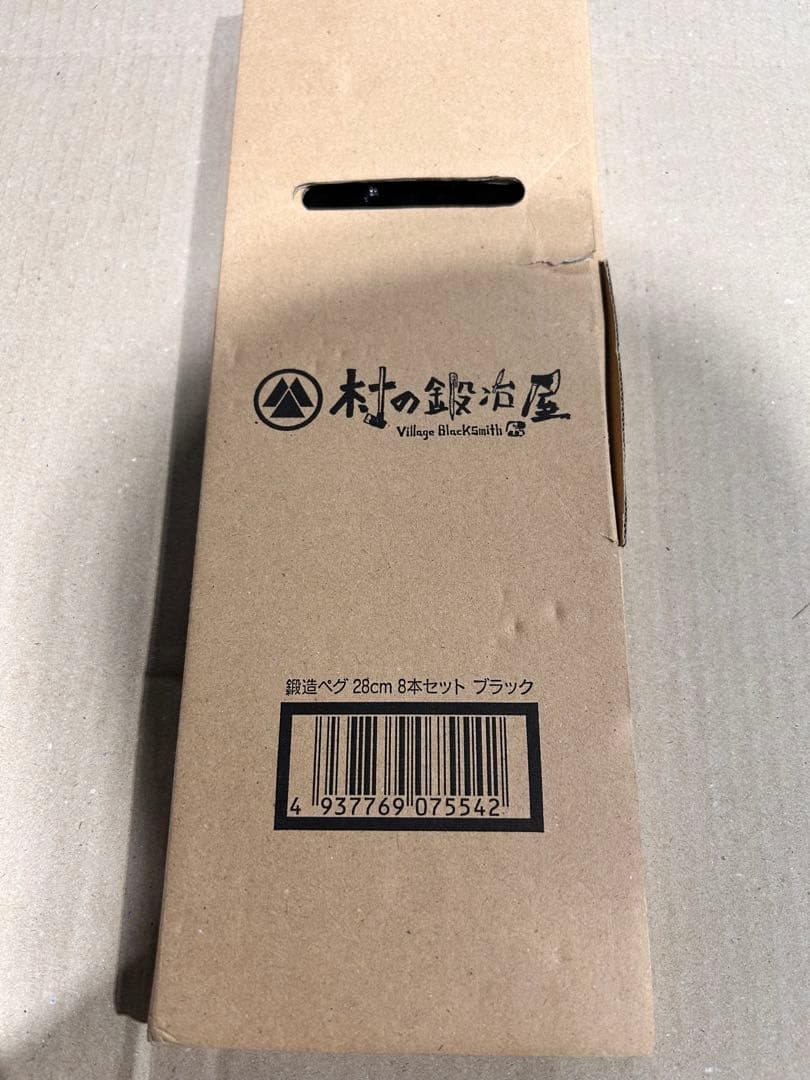 村の鍛冶屋
Village BlackSmith
鍛造ペグ 28cm 8本セット ブラック
4 937769 075542